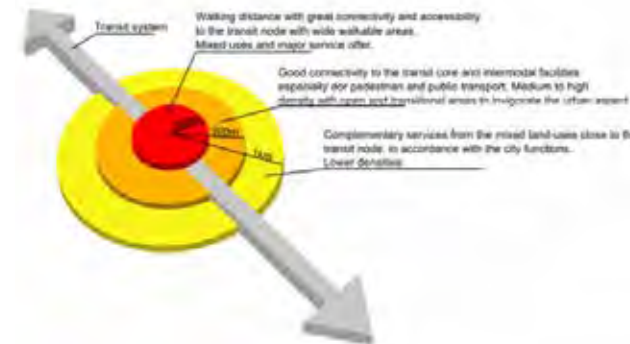 Transit system
Walking distance with great connectivity and accessibility
to the transit node with wide walkable areas.
Mixed uses and major service offer.
Good connectivity to the transit core and intermodal facilities
especially dor pedestrian and public transport. Medium to high
density with open and transitional areas to invigorate the urban aspect
Complementary services from the mixed land-uses close to the
transit node, in accordance with the city functions.
Lower densities